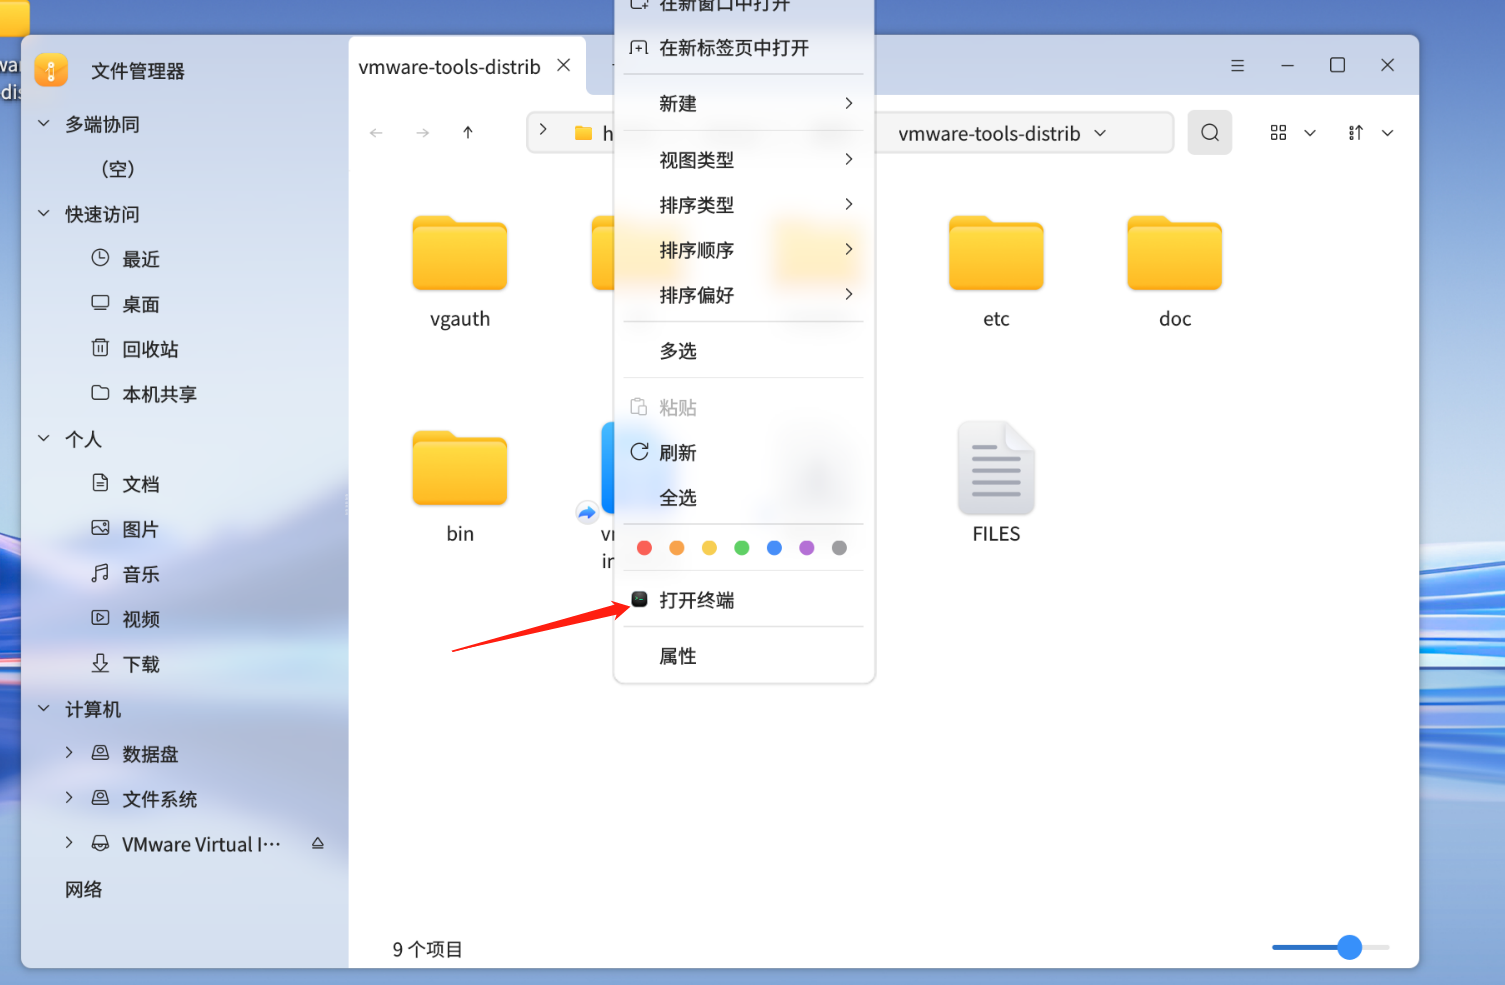 在新窗口中打开
在新标签页中打开
文件管理器
vmware-tools-distrib
多端协同
(空)
快速访问
最近
桌面
回收站
本机共享
个人
文档
图片
音乐
视频
下载
计算机
数据盘
文件系统
VMware Virtual I···
网络
h
vmware-tools-distrib
新建
视图类型
排序类型
排序顺序
排序偏好
多选
粘贴
刷新
全选
打开终端
属性
vgauth
etc
doc
bin
FILES
9 个项目